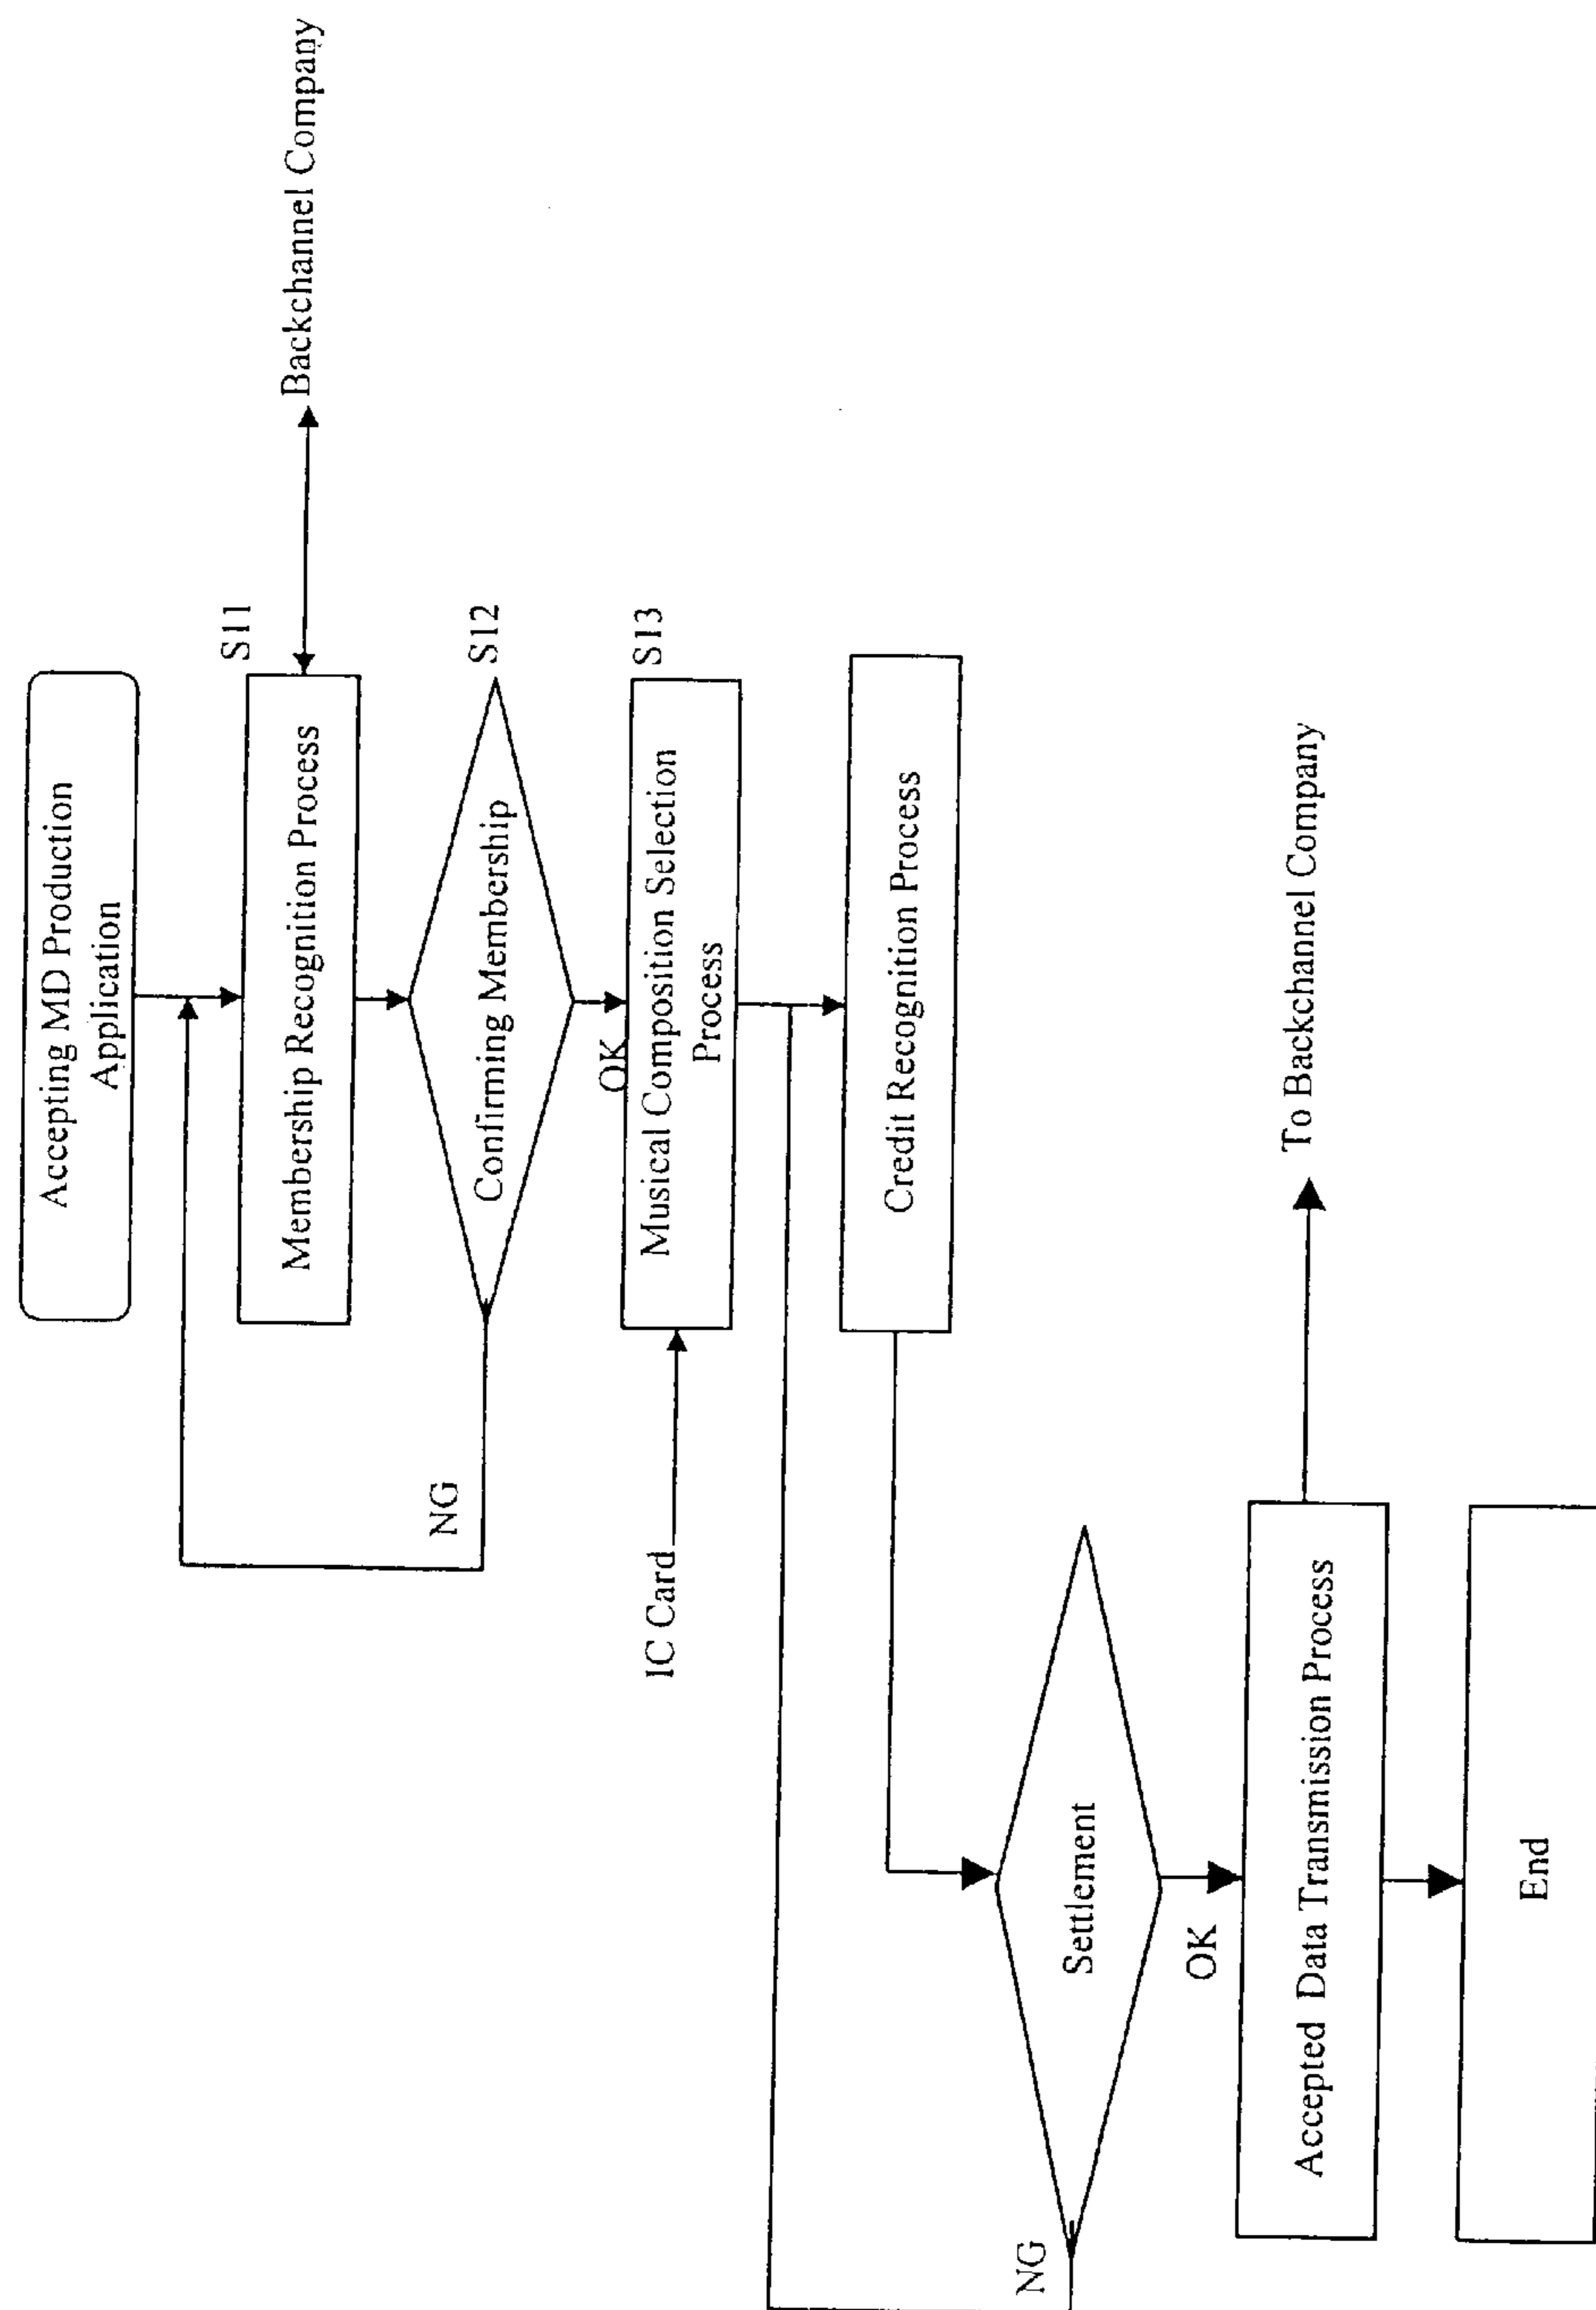 Accepting MD Production
Application
S11
Membership Recognition Process
Backchannel Company
S12
Confirming Membership
NG
OK
S13
IC Card
Musical Composition Selection
Process
Credit Recognition Process
Settlement
NG
OK
Accepted Data Transmission Process
To Backchannel Company
End